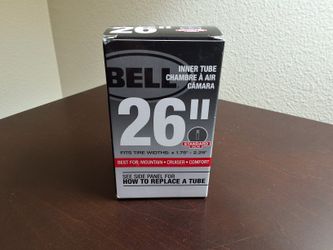 BELL
INNER TUBE
CHAMBRE À AIR
CÁMARA
26"
STANDARD
FITS TIRE WIDTHS: x 1.75" - 2.25"
BEST FOR: MOUNTAIN • CRUISER • COMFORT
SEE SIDE PANEL FOR
HOW TO REPLACE A TUBE